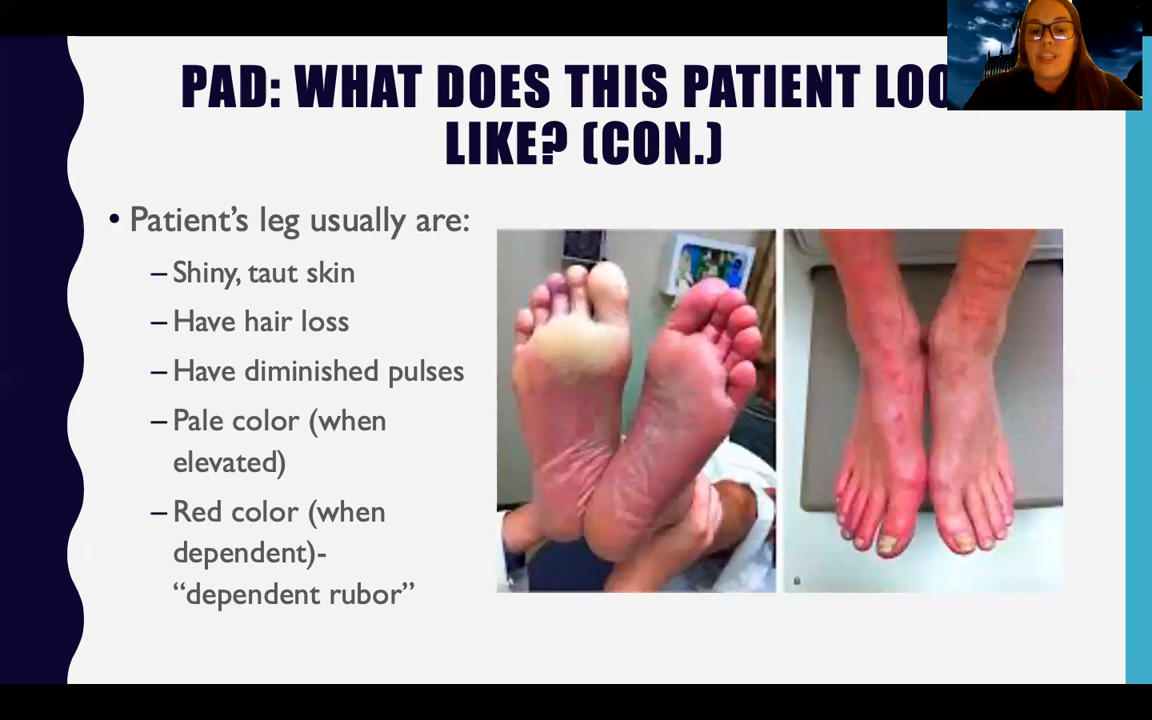 PAD: WHAT DOES THIS PATIENT LOO
LIKE? (CON.)
• Patient's leg usually are:
– Shiny, taut skin
– Have hair loss
– Have diminished pulses
– Pale color (when
elevated)
– Red color (when
dependent)-
“dependent rubor”
B